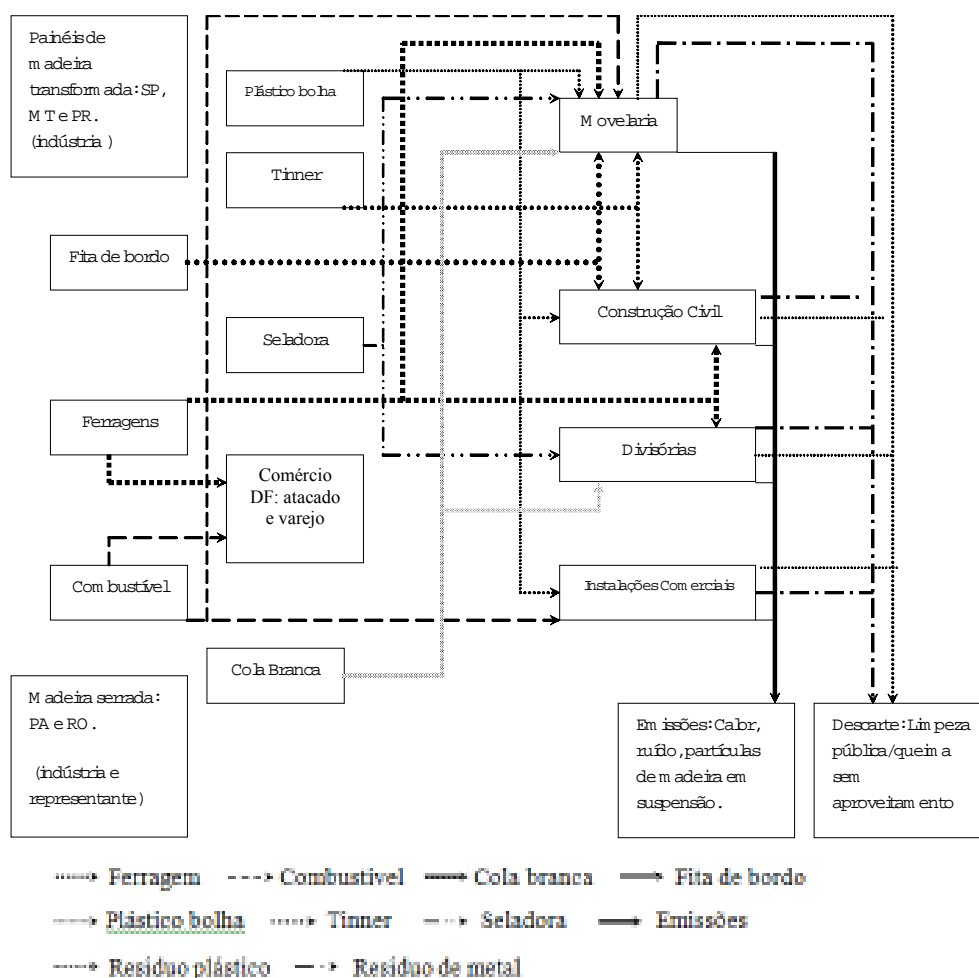 Painéis de
madeira
transformada: SP,
MT e PR.
(indústria)
Plástico bolha
Movelaria
Tinner
Fita de bordo
Construção Civil
Seladora
Ferragens
Divisórias
Comércio
DF: atacado
e varejo
Combustível
Instalações Comerciais
Cola Branca
Madeira serrada:
PA e RO.
(indústria e
representante)
Emissões: Calor,
ruído, partículas
de madeira em
suspensão.
Descarte: Limpeza
pública/queima
sem
aproveitamento
Ferragem Combustível Cola branca Fita de bordo
Plástico bolha Tinner Seladora Emissões
Resíduo plástico Resíduo de metal